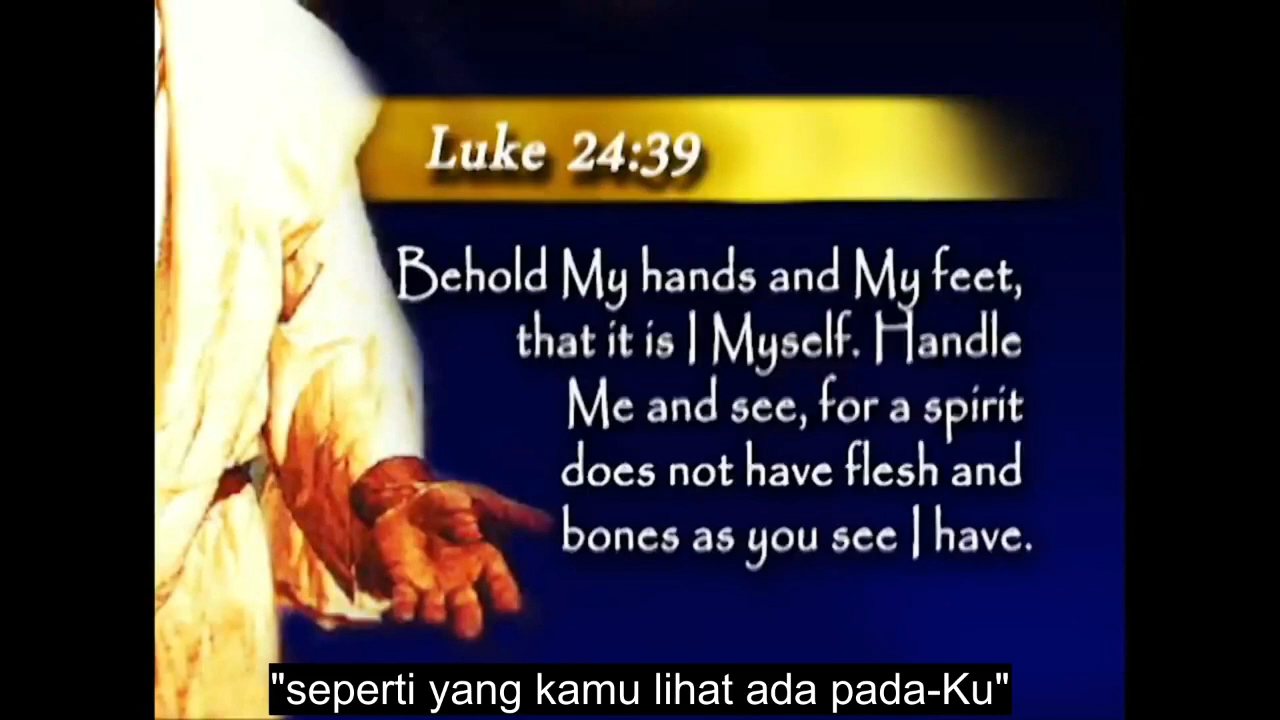 Luke 24:39
Behold My hands and My feet,
that it is I Myself. Handle
Me and see, for a spirit
does not have flesh and
bones as you see I have.
"seperti yang kamu lihat ada pada-Ku"